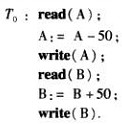 T₀ : read(A);
A:= A-50;
write(A);
read(B);
B:= B+50;
write(B).